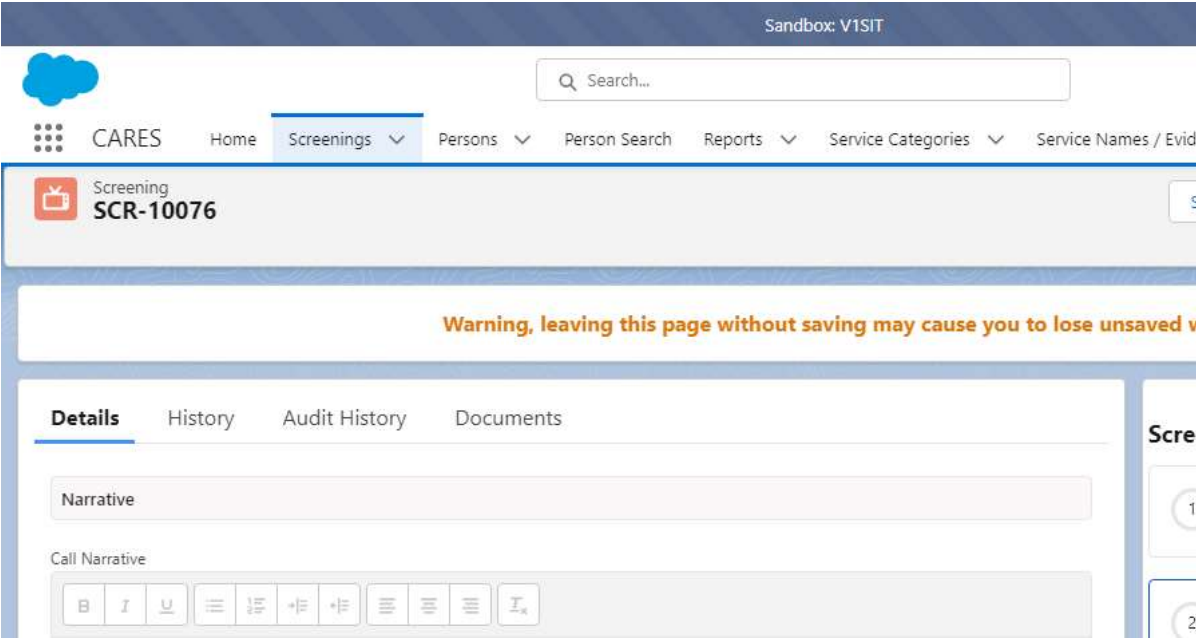 Sandbox: V1SIT
Search...
CARES Home Screenings Persons Person Search Reports Service Categories Service Names / Evid
Screening
SCR-10076
S
Warning, leaving this page without saving may cause you to lose unsaved
Details History Audit History Documents
Scre
Narrative
1
Call Narrative
B I U
2